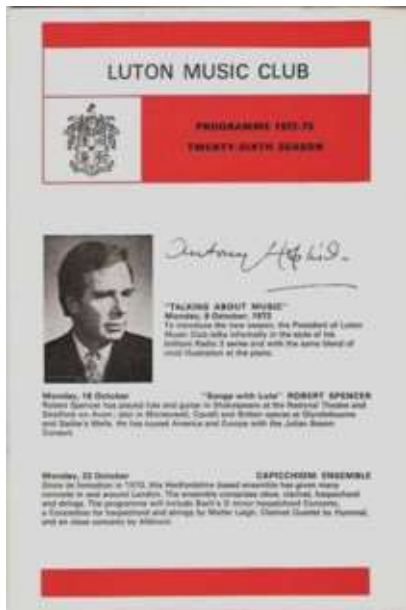 LUTON MUSIC CLUB
PROGRAMME 1972-73
TWENTY-SIXTH SEASON
Antony Hopkins
"TALKING ABOUT MUSIC"
Monday, 9 October, 1972
To introduce the new season, the President of Luton
Music Club talks informally in the style of his
brilliant Radio 3 series and with the same blend of
vivid illustration at the piano.
Monday, 16 October "Songs with Lute" ROBERT SPENCER
Robert Spencer has played lute and guitar in Shakespeare at the National Theatre and
Stratford on Avon; also in Monteverdi, Cavalli and Britten operas at Glyndebourne
and Sadler's Wells. He has toured America and Europe with the Julian Bream
Consort.
Monday, 23 October CAPICCHIONI ENSEMBLE
Since its formation in 1970, this Hertfordshire based ensemble has given many
concerts in and around London. The ensemble comprises oboe, clarinet, harpsichord
and strings. The programme will include Bach's D minor harpsichord Concerto,
a Concertino for harpsichord and strings by Walter Leigh, Clarinet Quartet by Hummel,
and an oboe concerto by Albinoni.